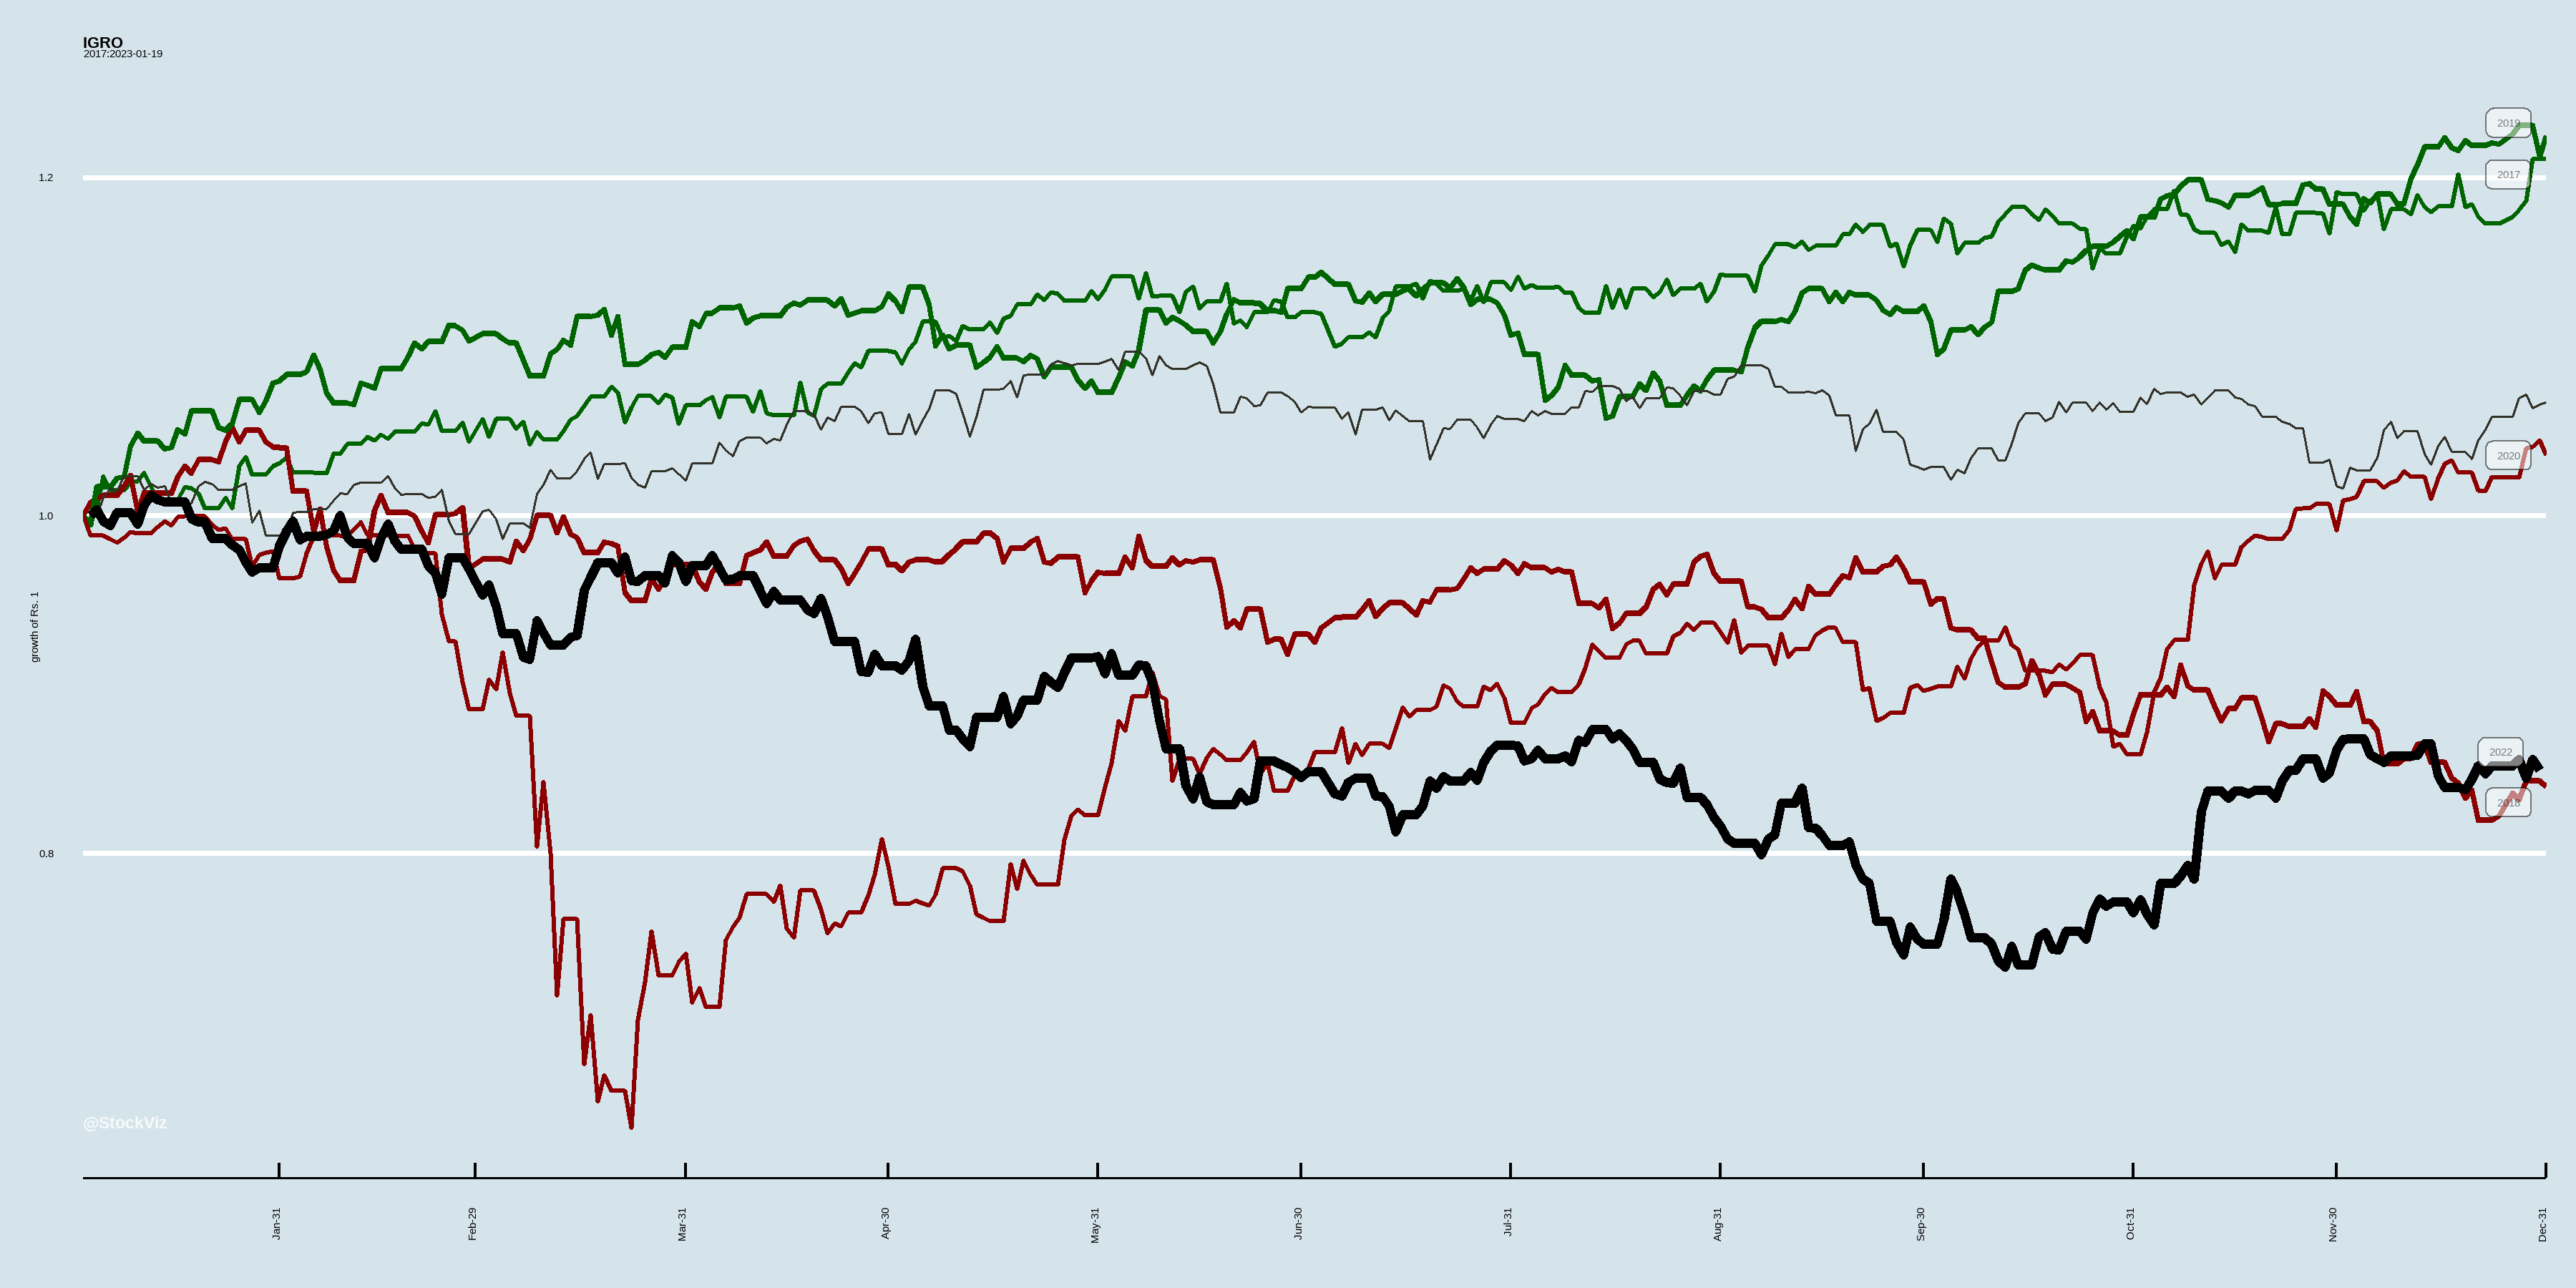 IGRO
2017:2023-01-19
2019
1.2
2017
2020
1.0
growth of Rs. 1
2022
2018
0.8
@StockViz
Jan-31
Feb-29
Mar-31
Apr-30
May-31
Jun-30
Jul-31
Aug-31
Sep-30
Oct-31
Nov-30
Dec-31